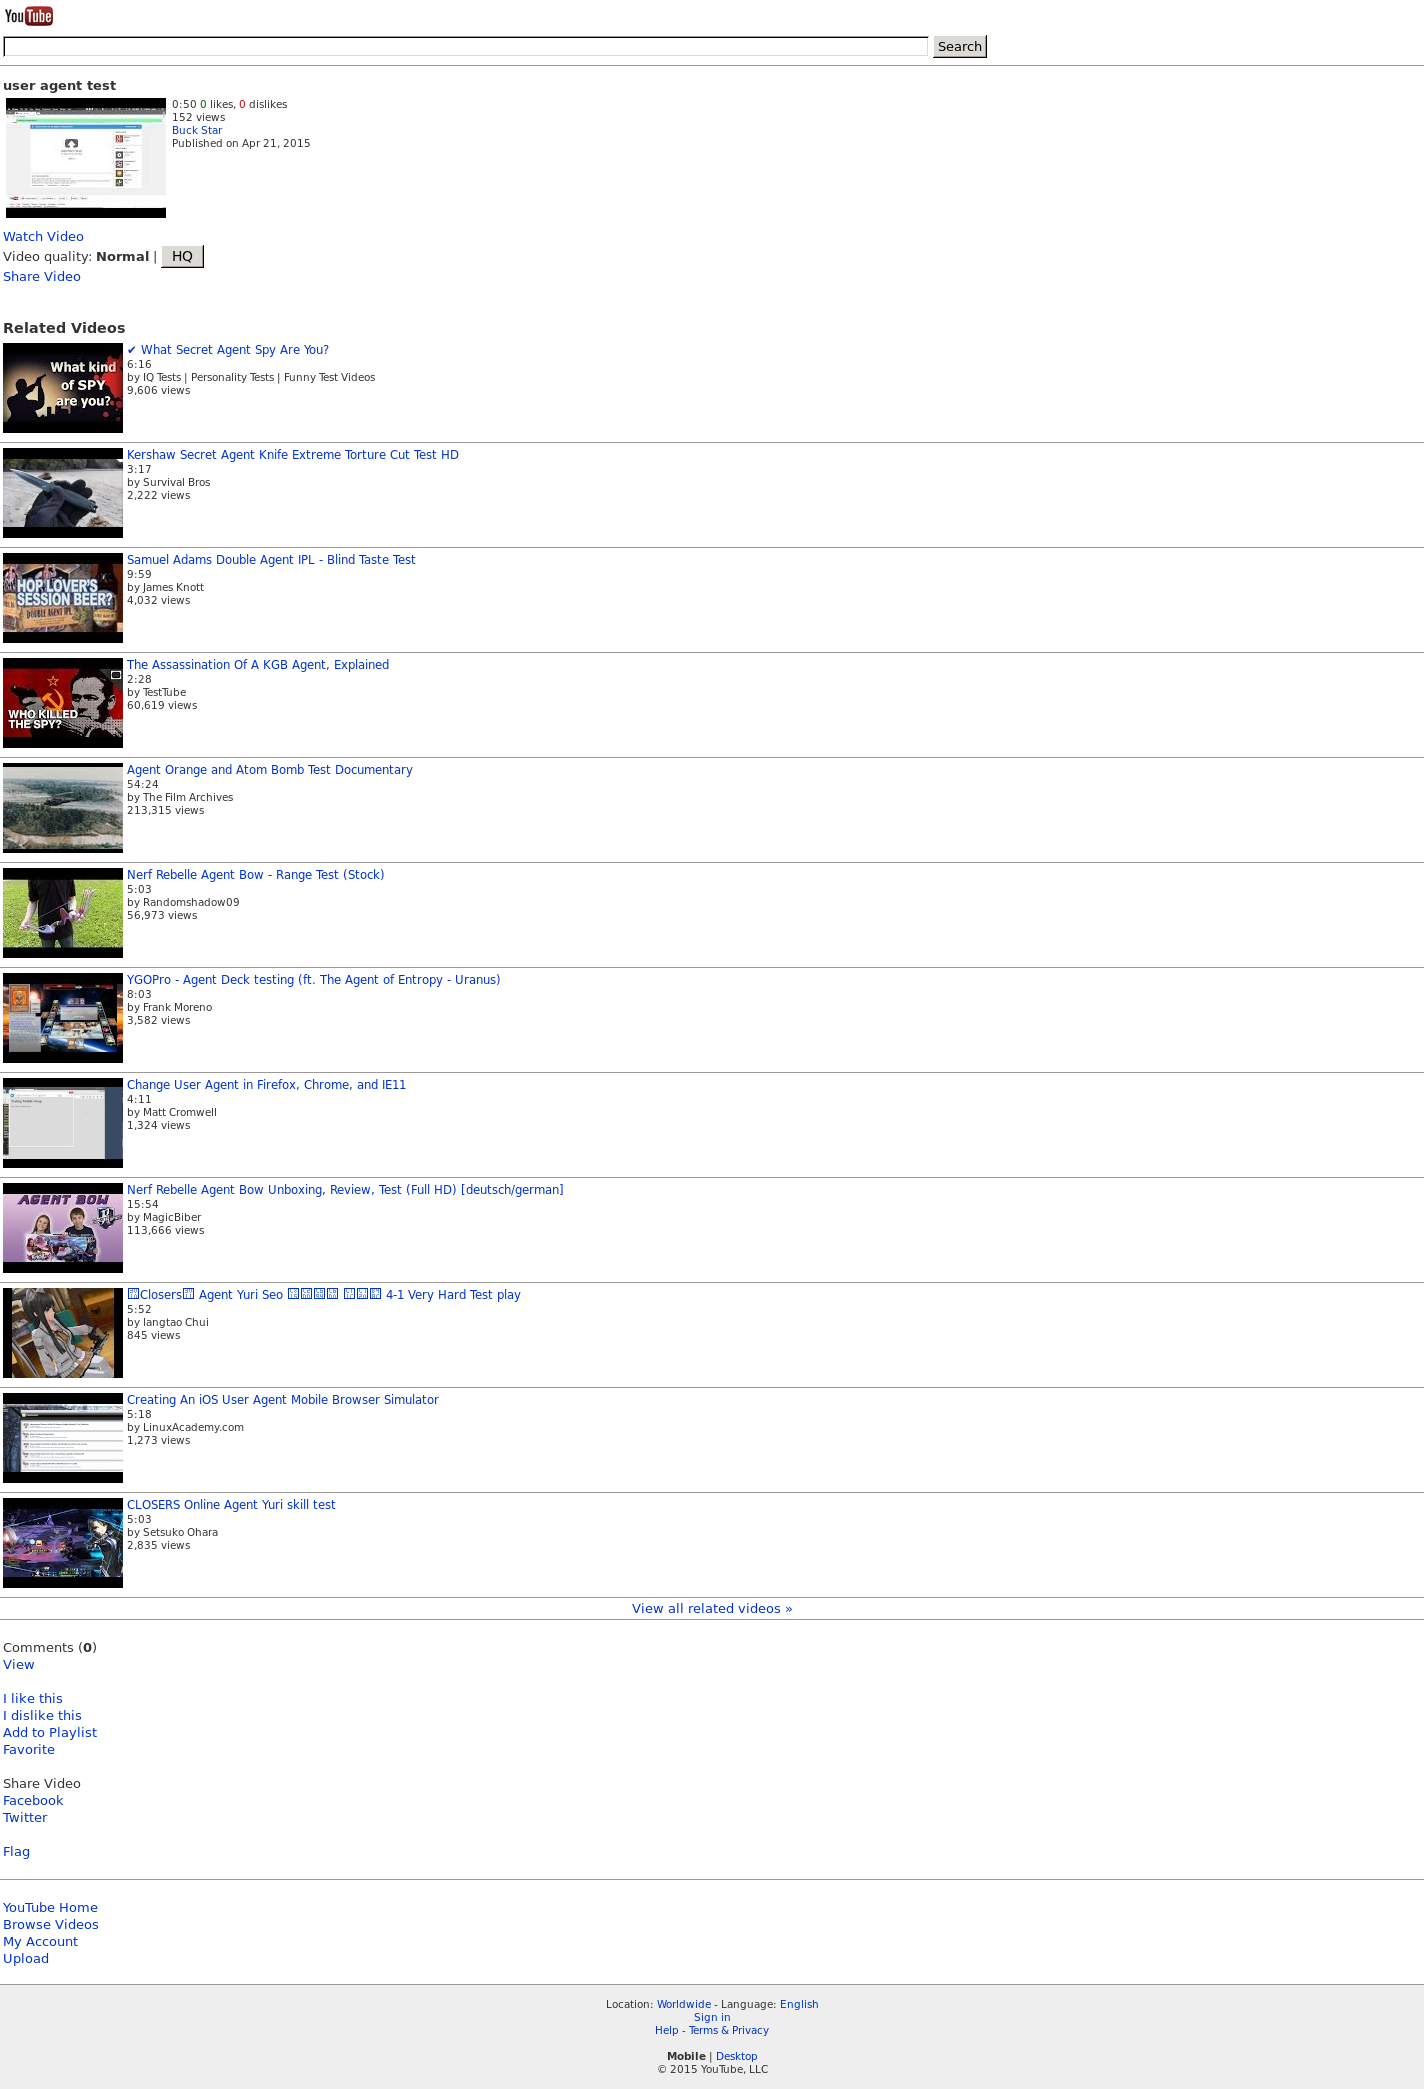 YouTube
Search
user agent test
0:50 0 likes, 0 dislikes
152 views
Buck Star
Published on Apr 21, 2015
Watch Video
Video quality: Normal | HQ
Share Video
Related Videos
What kind
of SPY
are you?
✔ What Secret Agent Spy Are You?
6:16
by IQ Tests | Personality Tests | Funny Test Videos
9,606 views
Kershaw Secret Agent Knife Extreme Torture Cut Test HD
3:17
by Survival Bros
2,222 views
HOP LOVER'S
SESSION BEER?
DOUBLE AGENT IPL
Samuel Adams Double Agent IPL - Blind Taste Test
9:59
by James Knott
4,032 views
WHO KILLED
THE SPY?
The Assassination Of A KGB Agent, Explained
2:28
by TestTube
60,619 views
Agent Orange and Atom Bomb Test Documentary
54:24
by The Film Archives
213,315 views
Nerf Rebelle Agent Bow - Range Test (Stock)
5:03
by Randomshadow09
56,973 views
YGOPro - Agent Deck testing (ft. The Agent of Entropy - Uranus)
8:03
by Frank Moreno
3,582 views
Change User Agent in Firefox, Chrome, and IE11
4:11
by Matt Cromwell
1,324 views
AGENT BOW
Nerf Rebelle Agent Bow Unboxing, Review, Test (Full HD) [deutsch/german]
15:54
by MagicBiber
113,666 views
Closers Agent Yuri Seo 4-1 Very Hard Test play
5:52
by Iangtao Chui
845 views
Creating An iOS User Agent Mobile Browser Simulator
5:18
by LinuxAcademy.com
1,273 views
CLOSERS Online Agent Yuri skill test
5:03
by Setsuko Ohara
2,835 views
View all related videos »
Comments (0)
View
I like this
I dislike this
Add to Playlist
Favorite
Share Video
Facebook
Twitter
Flag
YouTube Home
Browse Videos
My Account
Upload
Location: Worldwide - Language: English
Sign in
Help - Terms & Privacy
Mobile | Desktop
© 2015 YouTube, LLC